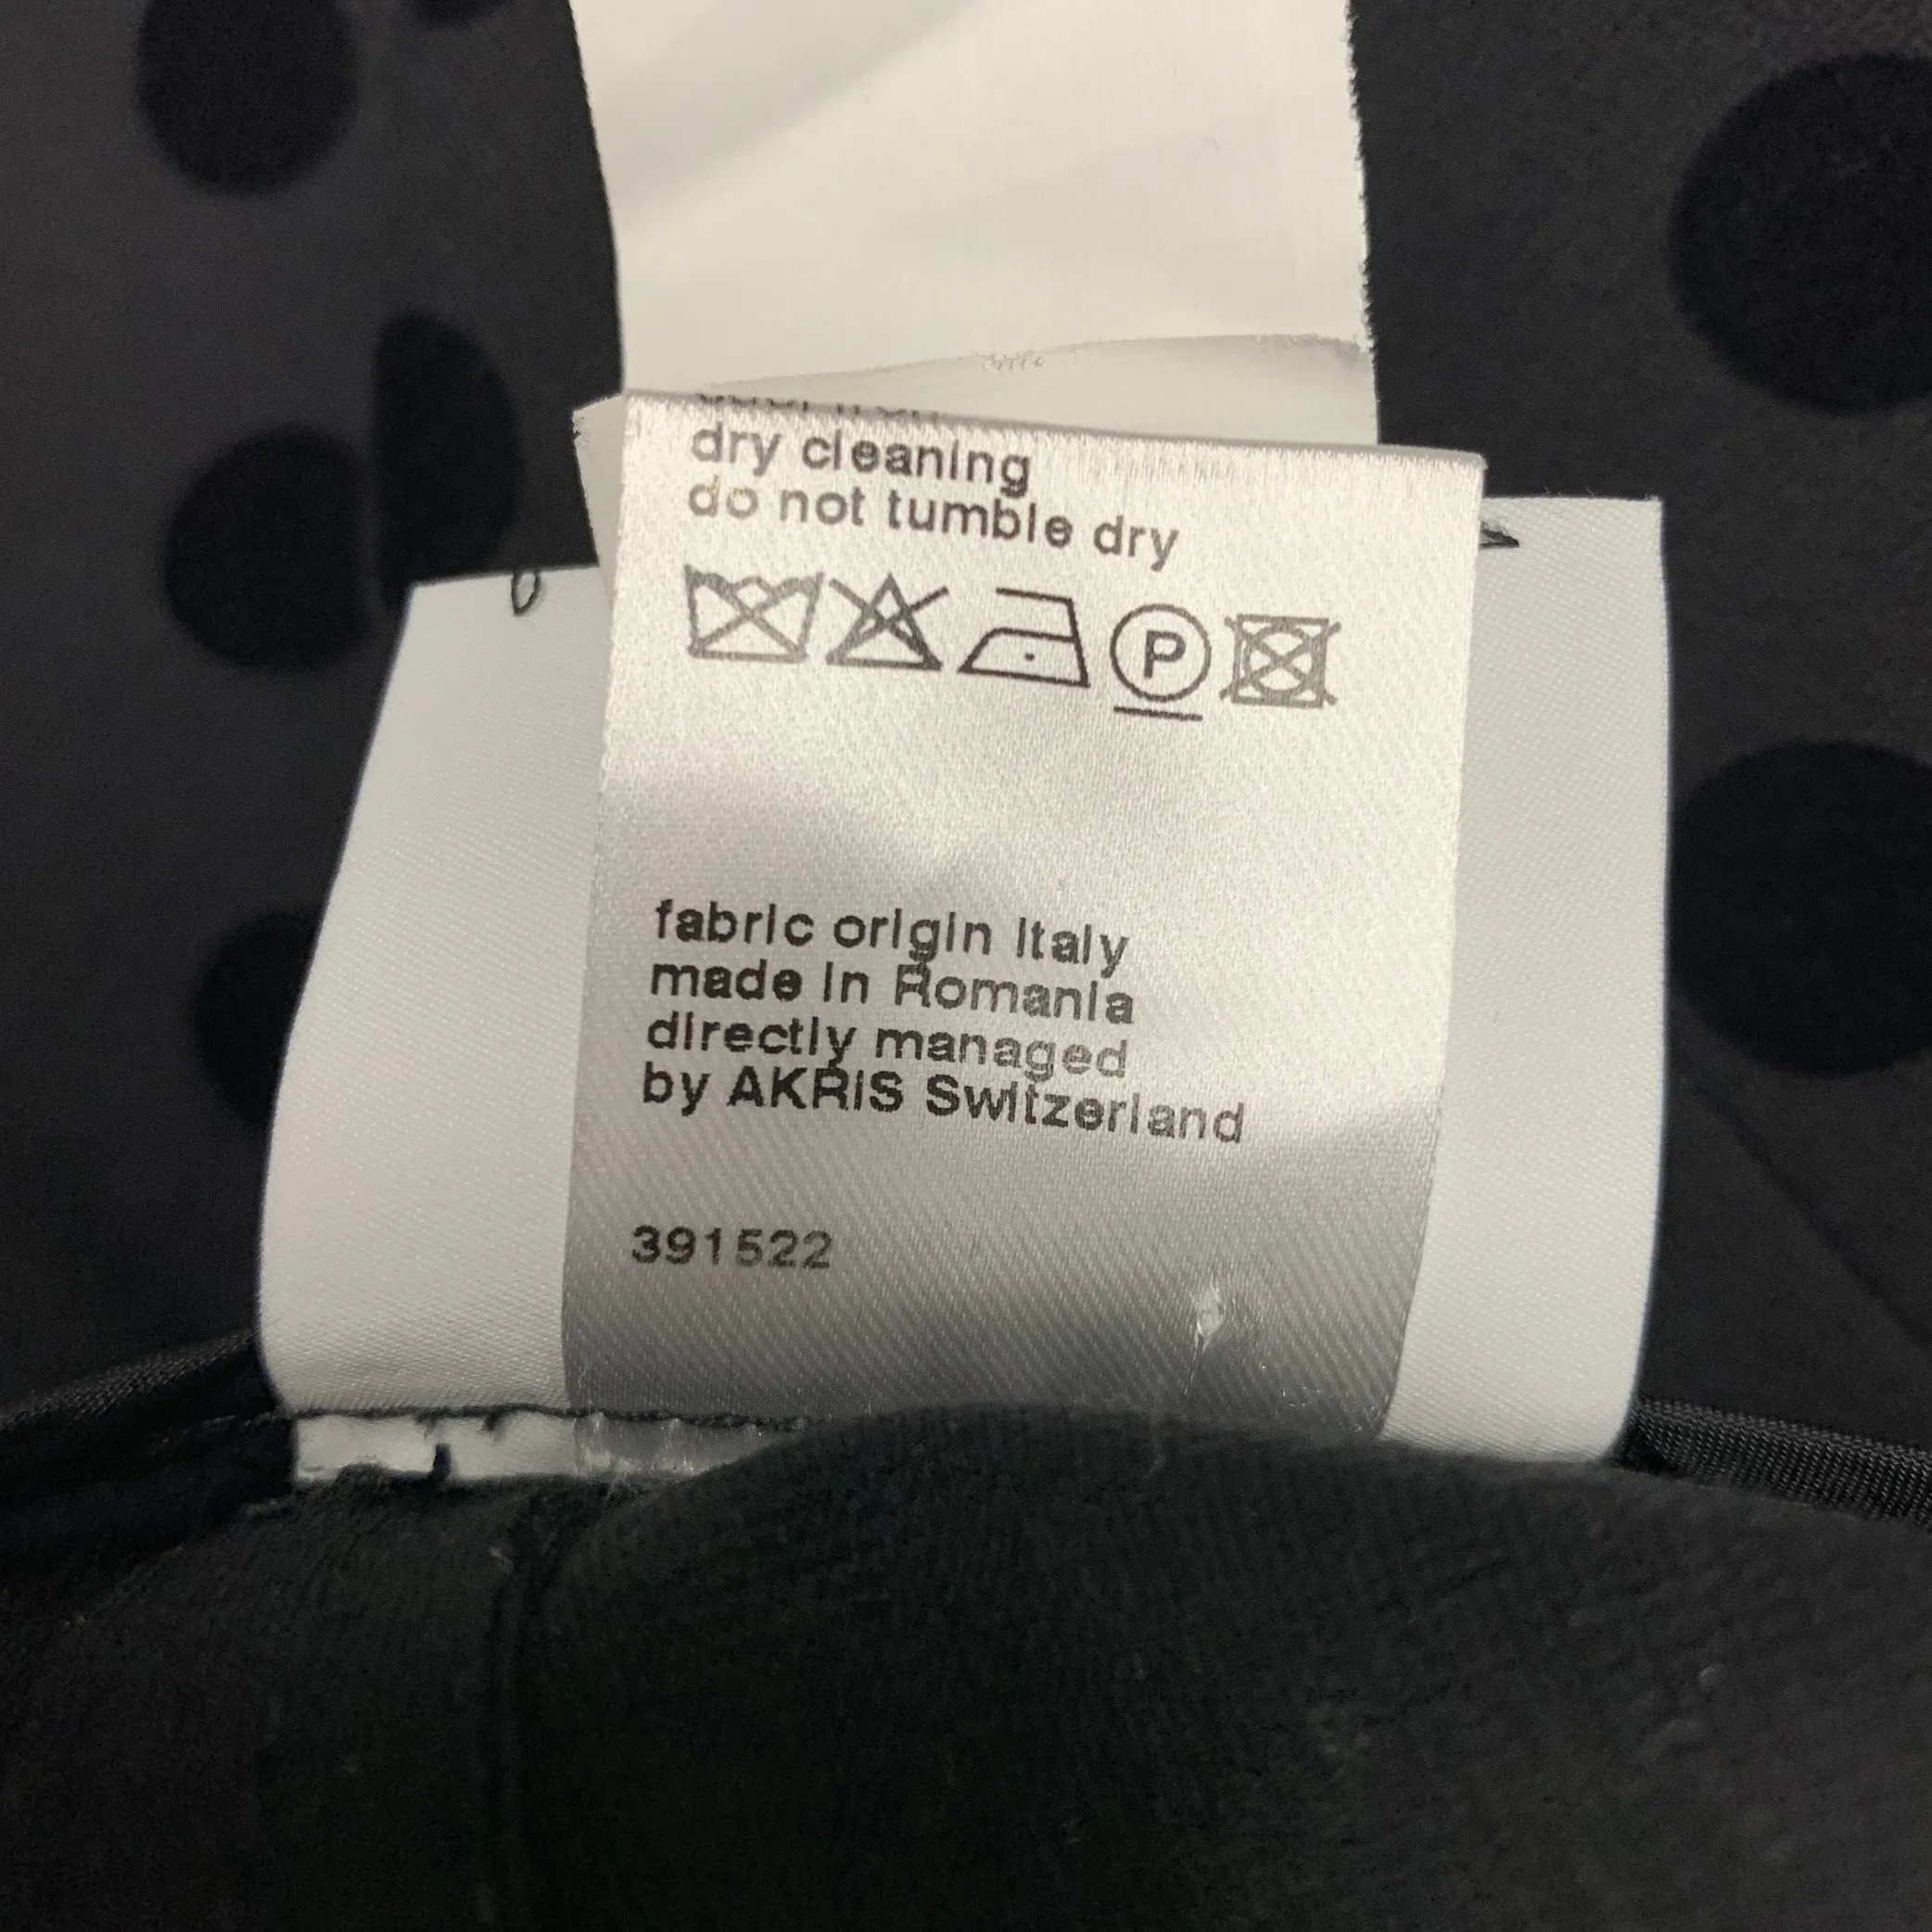 dry cleaning
do not tumble dry
P
fabric origin Italy
made in Romania
directly managed
by AKRIS Switzerland
391522